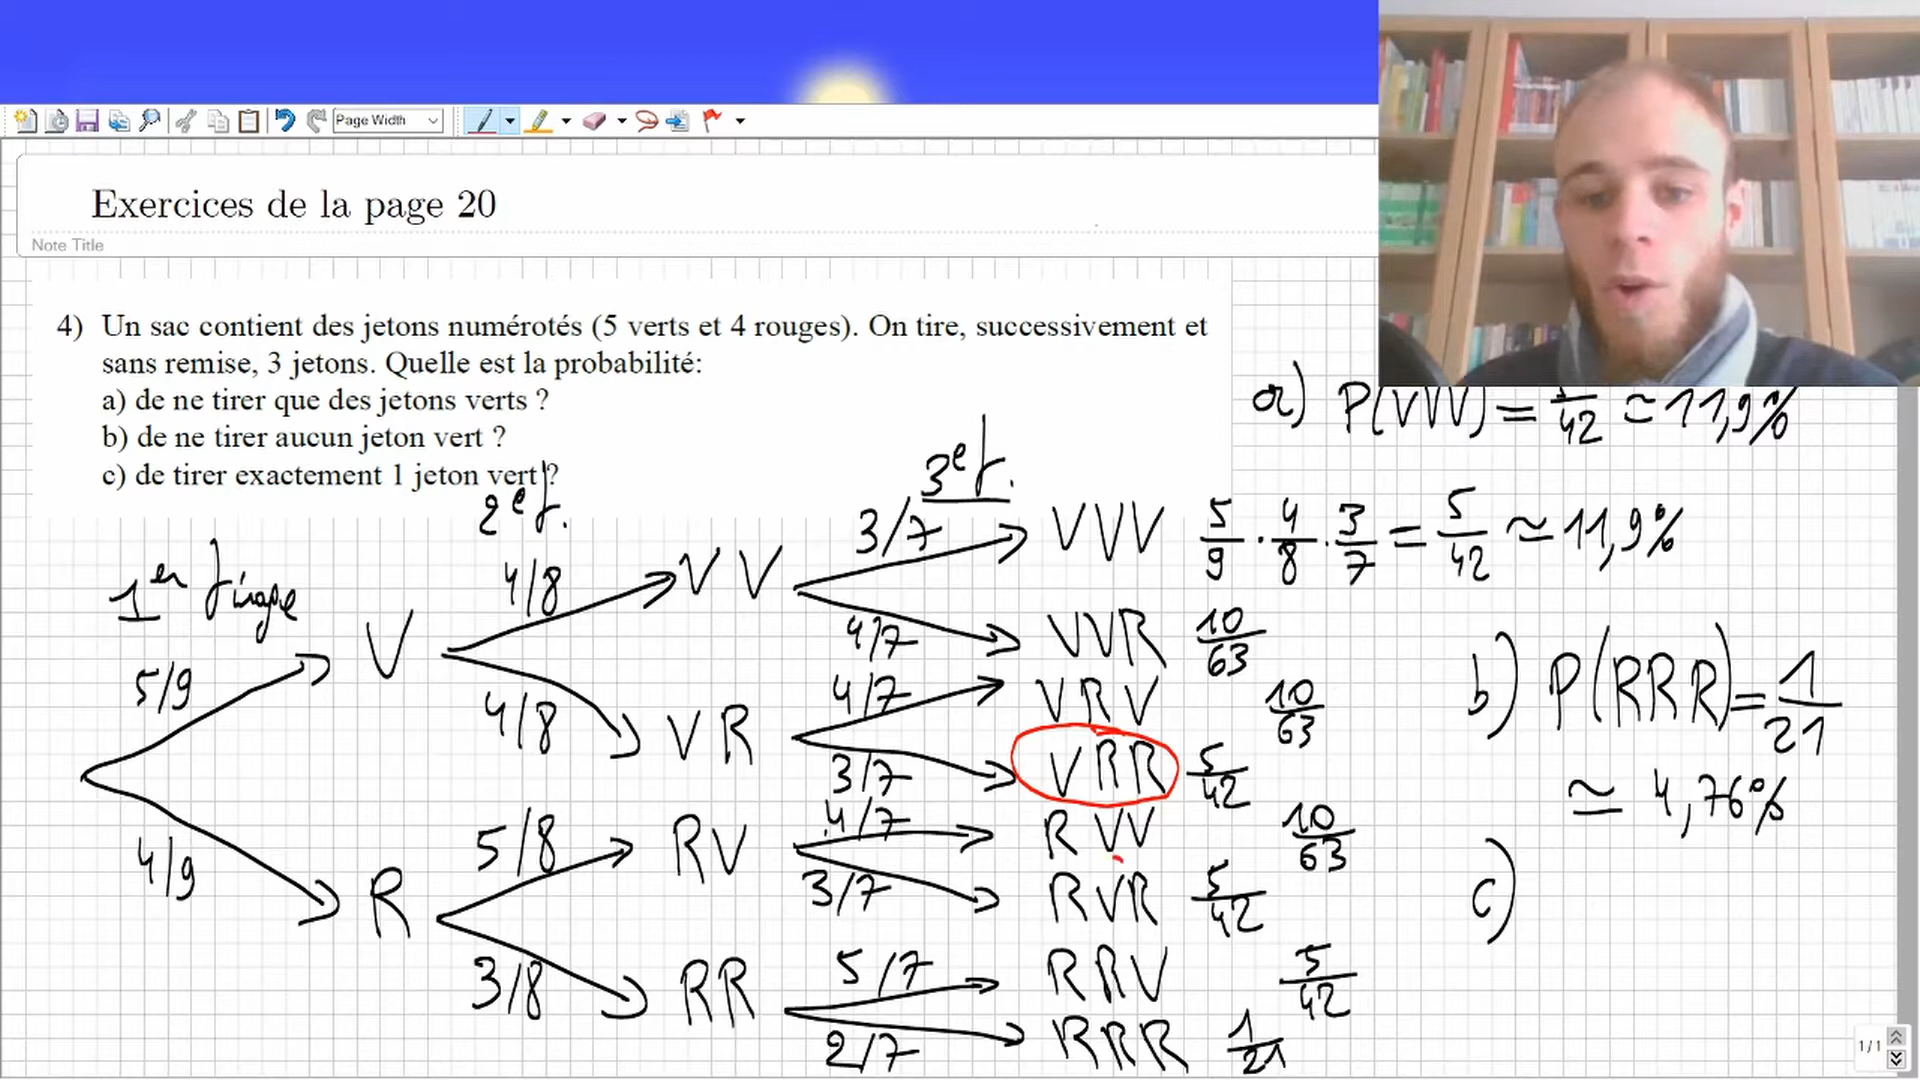 Page Width
Exercices de la page 20
Note Title
4) Un sac contient des jetons numérotés (5 verts et 4 rouges). On tire, successivement et
sans remise, 3 jetons. Quelle est la probabilité:
a) de ne tirer que des jetons verts ?
b) de ne tirer aucun jeton vert ?
c) de tirer exactement 1 jeton vert ?
a) P(VVV) = 5/42 ≃ 11,9%
1er tirage
2e t.
3e t.
5/9
V
4/9
R
4/8
VV
4/8
VR
5/8
RV
3/8
RR
3/7
VVV
5/9 · 4/8 · 3/7 = 5/42 ≃ 11,9%
4/7
VVR
10/63
4/7
VRV
10/63
3/7
VRR
5/42
4/7
RVV
10/63
3/7
RVR
5/42
5/7
RRV
5/42
2/7
RRR
1/21
b) P(RRR) = 1/21
≃ 4,76%
c)
1/1